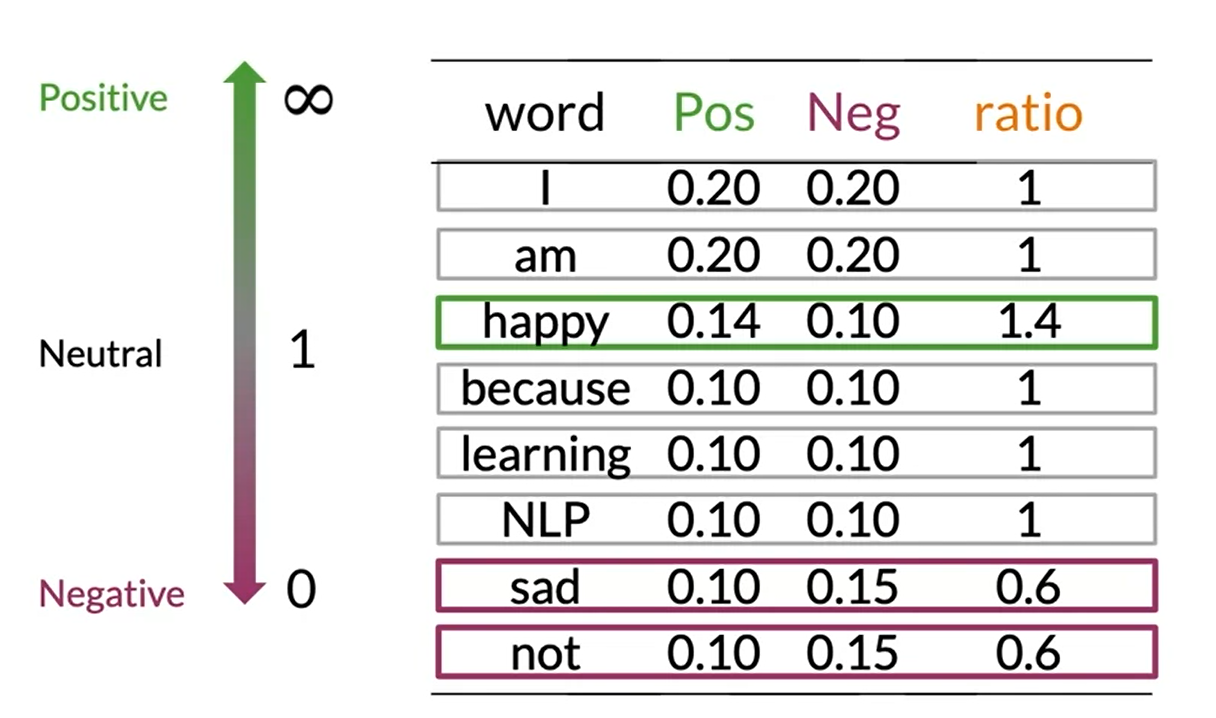 Positive ∞
Neutral 1
Negative 0
word Pos Neg ratio
I 0.20 0.20 1
am 0.20 0.20 1
happy 0.14 0.10 1.4
because 0.10 0.10 1
learning 0.10 0.10 1
NLP 0.10 0.10 1
sad 0.10 0.15 0.6
not 0.10 0.15 0.6